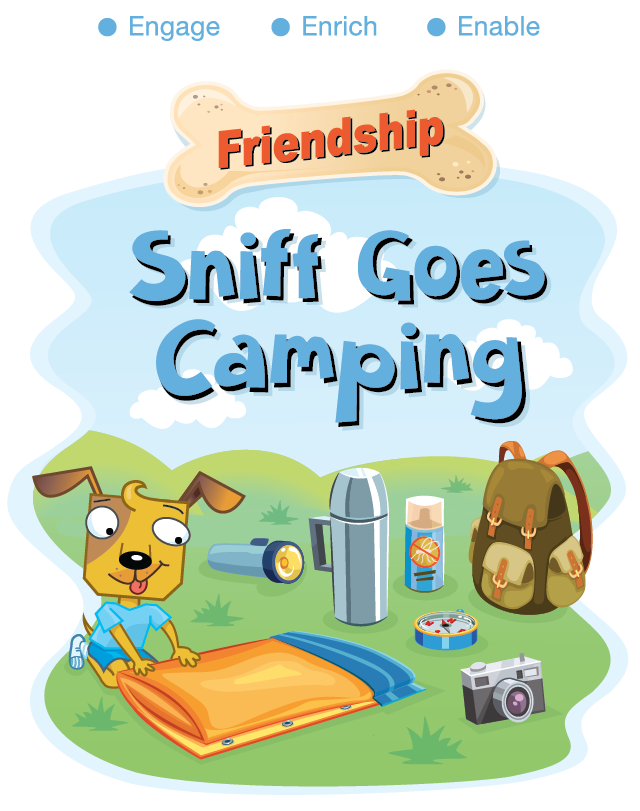 Engage Enrich Enable
Friendship
Sniff Goes
Camping